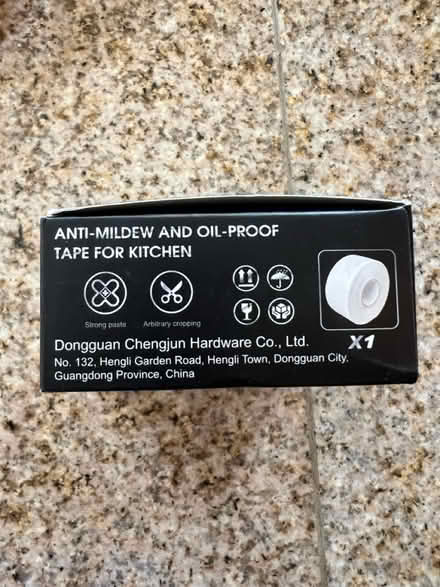 ANTI-MILDEW AND OIL-PROOF
TAPE FOR KITCHEN
Strong paste
Arbitrary cropping
X1
Dongguan Chengjun Hardware Co., Ltd.
No. 132, Hengli Garden Road, Hengli Town, Dongguan City.
Guangdong Province, China